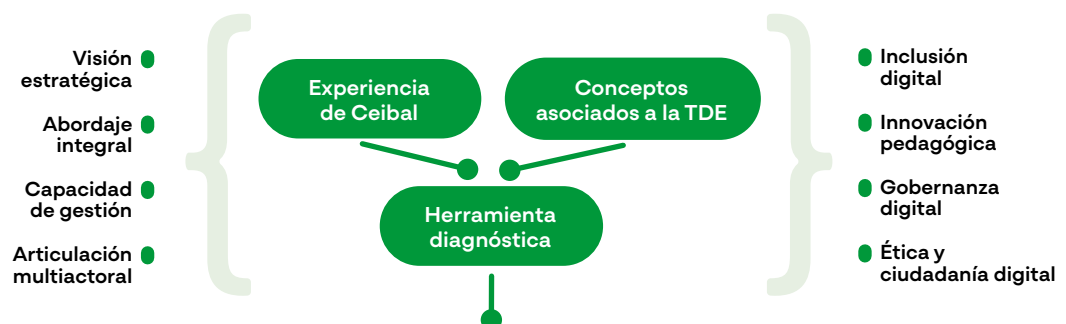 Visión
estratégica
Abordaje
integral
Capacidad
de gestión
Articulación
multiactoral
Experiencia
de Ceibal
Conceptos
asociados a la TDE
Herramienta
diagnóstica
Inclusión
digital
Innovación
pedagógica
Gobernanza
digital
Ética y
ciudadanía digital